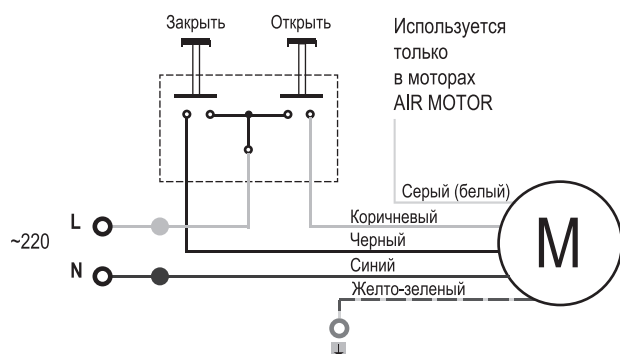 Закрыть
Открыть
Используется
только
в моторах
AIR MOTOR
Серый (белый)
L
Коричневый
~220
Черный
M
N
Синий
Желто-зеленый